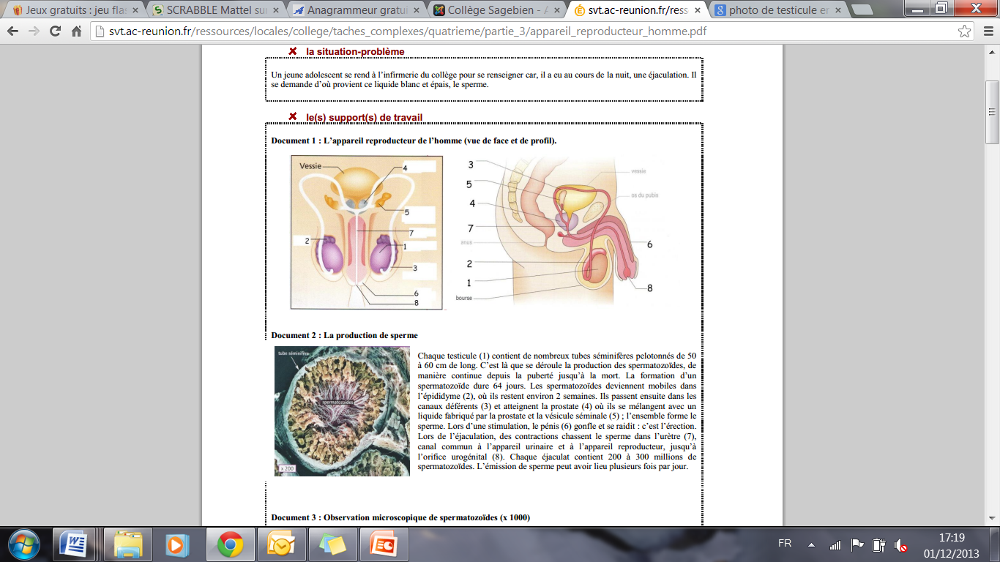 Jeux gratuits : jeu flas
SCRABBLE Mattel sur
Anagrammeur gratui
Collège Sagebien - A
svt.ac-reunion.fr/ress
photo de testicule en
svt.ac-reunion.fr/ressources/locales/college/taches_complexes/quatrieme/partie_3/appareil_reproducteur_homme.pdf
la situation-problème
Un jeune adolescent se rend à l'infirmerie du collège pour se renseigner car, il a eu au cours de la nuit, une éjaculation. Il
se demande d'où provient ce liquide blanc et épais, le sperme.
le(s) support(s) de travail
Document 1 : L'appareil reproducteur de l'homme (vue de face et de profil).
Vessie
4
5
7
2
1
3
6
8
3
5
4
7
anus
2
1
bourse
vessie
os du pubis
6
8
Document 2 : La production de sperme
tube séminifère
spermatozoïdes
x 200
Chaque testicule (1) contient de nombreux tubes séminifères pelotonnés de 50
à 60 cm de long. C'est là que se déroule la production des spermatozoïdes, de
manière continue depuis la puberté jusqu'à la mort. La formation d'un
spermatozoïde dure 64 jours. Les spermatozoïdes deviennent mobiles dans
l'épididyme (2), où ils restent environ 2 semaines. Ils passent ensuite dans les
canaux déférents (3) et atteignent la prostate (4) où ils se mélangent avec un
liquide fabriqué par la prostate et la vésicule séminale (5) ; l'ensemble forme le
sperme. Lors d'une stimulation, le pénis (6) gonfle et se raidit : c'est l'érection.
Lors de l'éjaculation, des contractions chassent le sperme dans l'urètre (7),
canal commun à l'appareil urinaire et à l'appareil reproducteur, jusqu'à
l'orifice urogénital (8). Chaque éjaculat contient 200 à 300 millions de
spermatozoïdes. L'émission de sperme peut avoir lieu plusieurs fois par jour.
Document 3 : Observation microscopique de spermatozoïdes (x 1000)
FR
17:19
01/12/2013